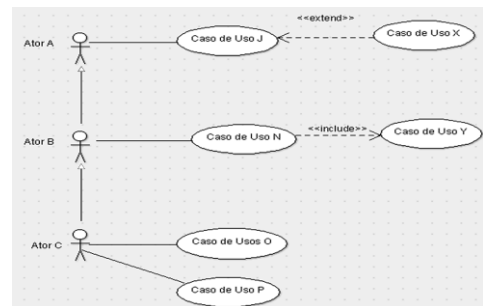 <<extend>>
Ator A
Caso de Uso J
Caso de Uso X
<<include>>
Ator B
Caso de Uso N
Caso de Uso Y
Ator C
Caso de Usos O
Caso de Uso P